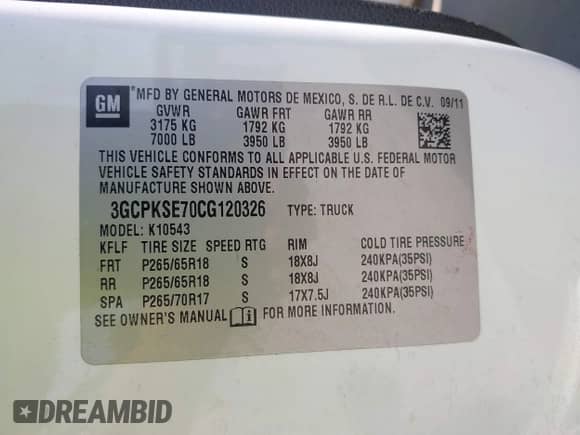 GM
*MFD BY GENERAL MOTORS DE MEXICO, S. DE R.L. DE C.V. 09/11
GVWR GAWR FRT GAWR RR
3175 KG 1792 KG 1792 KG
7000 LB 3950 LB 3950 LB
THIS VEHICLE CONFORMS TO ALL APPLICABLE U.S. FEDERAL MOTOR
VEHICLE SAFETY STANDARDS IN EFFECT ON THE DATE OF
MANUFACTURE SHOWN ABOVE.
3GCPKSE70CG120326 TYPE: TRUCK
MODEL: K10543
KFLF TIRE SIZE SPEED RTG RIM COLD TIRE PRESSURE
FRT P265/65R18 S 18X8J 240KPA(35PSI)
RR P265/65R18 S 18X8J 240KPA(35PSI)
SPA P265/70R17 S 17X7.5J 240KPA(35PSI)
SEE OWNER'S MANUAL FOR MORE INFORMATION.
DREAMBID